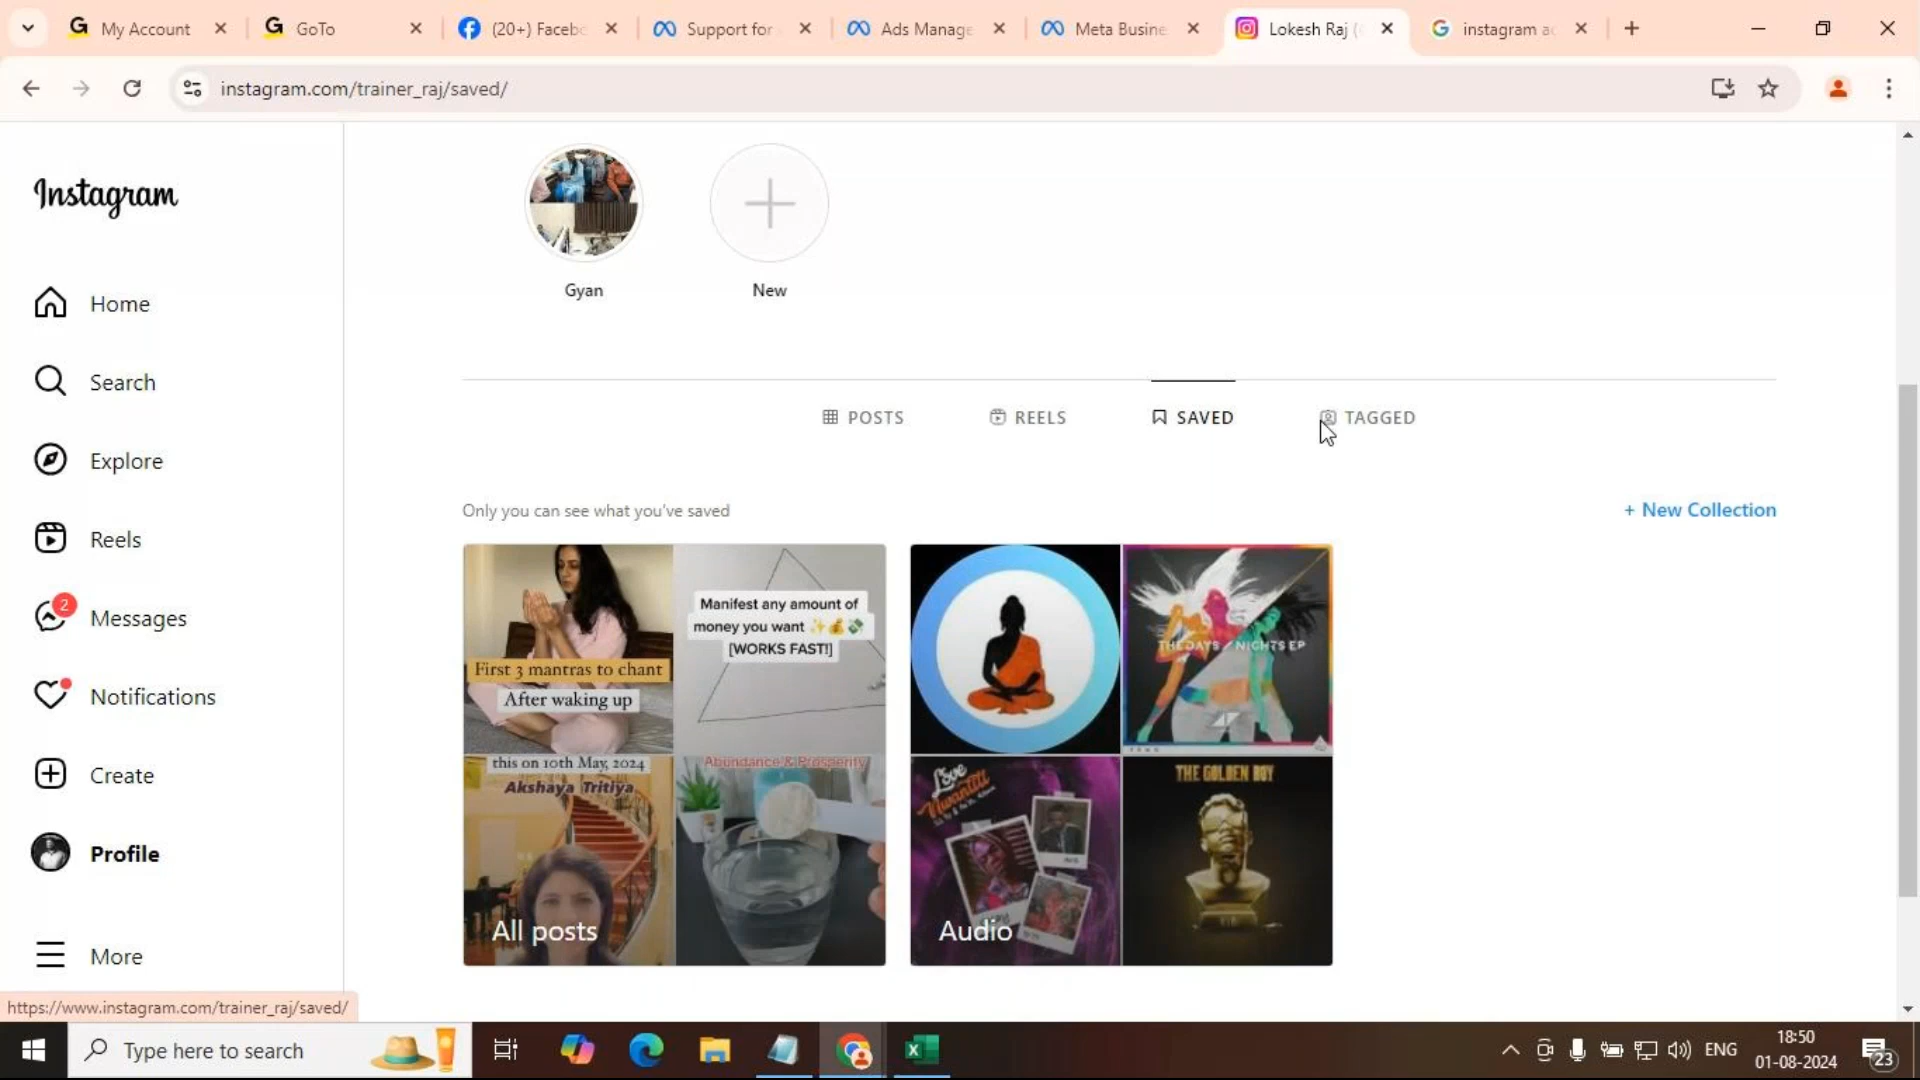 My Account
GoTo
(20+) Facebo
Support for
Ads Manage
Meta Busine
Lokesh Raj (
instagram a
instagram.com/trainer_raj/saved/
Instagram
Home
Search
Explore
Reels
2
Messages
Notifications
Create
Profile
More
Gyan
New
POSTS
REELS
SAVED
TAGGED
Only you can see what you've saved
+ New Collection
First 3 mantras to chant
After waking up
Manifest any amount of
money you want ✨💰💸
[WORKS FAST!]
this on 10th May, 2024
Akshaya Tritiya
Abundance & Prosperity
All posts
THE DAYS / NIGHTS EP
Love
Nwantiti
THE GOLDEN BOY
Audio
https://www.instagram.com/trainer_raj/saved/
Type here to search
ENG
18:50
01-08-2024
23